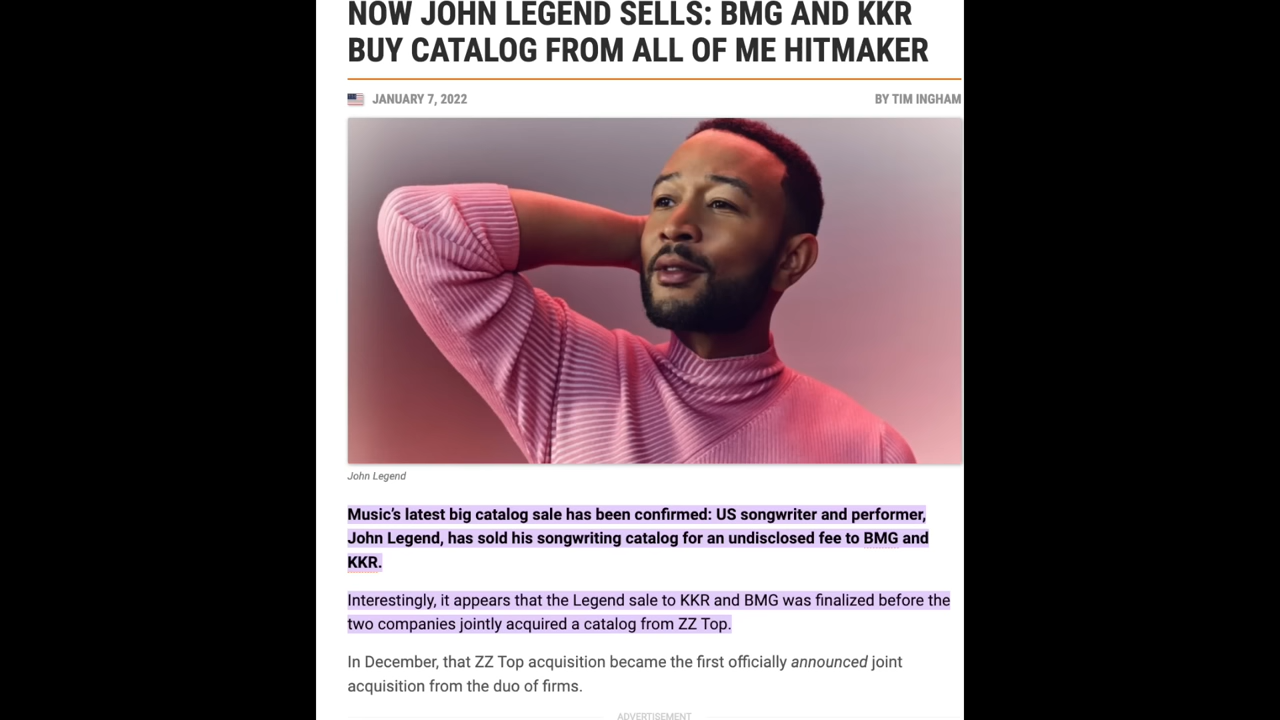 NOW JOHN LEGEND SELLS: BMG AND KKR
BUY CATALOG FROM ALL OF ME HITMAKER
JANUARY 7, 2022
BY TIM INGHAM
John Legend
Music’s latest big catalog sale has been confirmed: US songwriter and performer,
John Legend, has sold his songwriting catalog for an undisclosed fee to BMG and
KKR.
Interestingly, it appears that the Legend sale to KKR and BMG was finalized before the
two companies jointly acquired a catalog from ZZ Top.
In December, that ZZ Top acquisition became the first officially announced joint
acquisition from the duo of firms.
ADVERTISEMENT